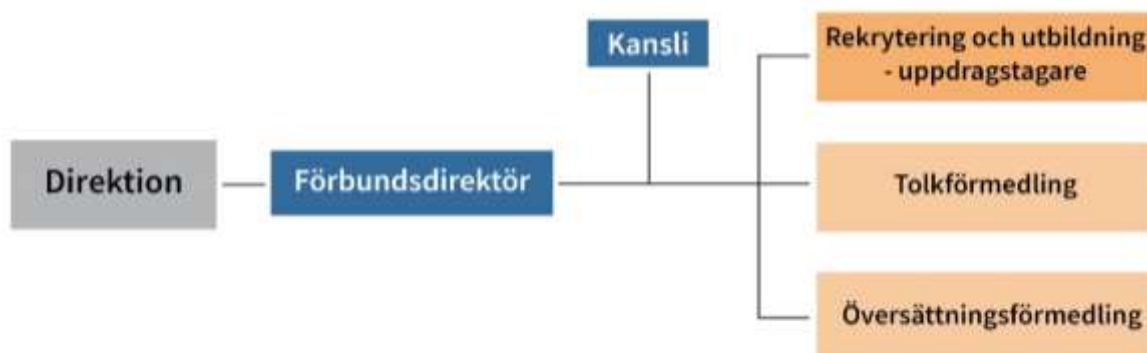 Direktion
Förbundsdirektör
Kansli
Rekrytering och utbildning
- uppdragstagare
Tolkförmedling
Översättningsförmedling